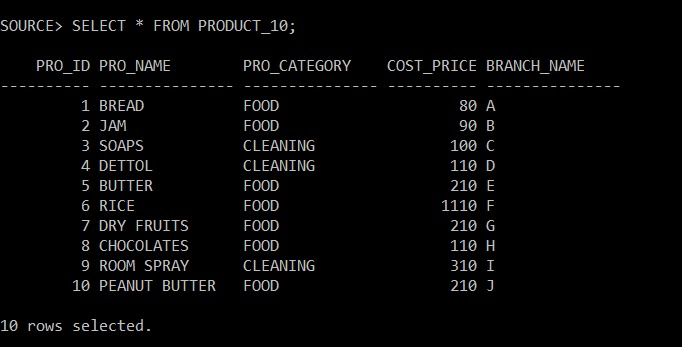 SOURCE> SELECT * FROM PRODUCT_10;
    PRO_ID PRO_NAME        PRO_CATEGORY    COST_PRICE BRANCH_NAME
---------- --------------- --------------- ---------- ---------------
         1 BREAD           FOOD                    80 A
         2 JAM             FOOD                    90 B
         3 SOAPS           CLEANING               100 C
         4 DETTOL          CLEANING               110 D
         5 BUTTER          FOOD                   210 E
         6 RICE            FOOD                  1110 F
         7 DRY FRUITS      FOOD                   210 G
         8 CHOCOLATES      FOOD                   110 H
         9 ROOM SPRAY      CLEANING               310 I
        10 PEANUT BUTTER   FOOD                   210 J
10 rows selected.